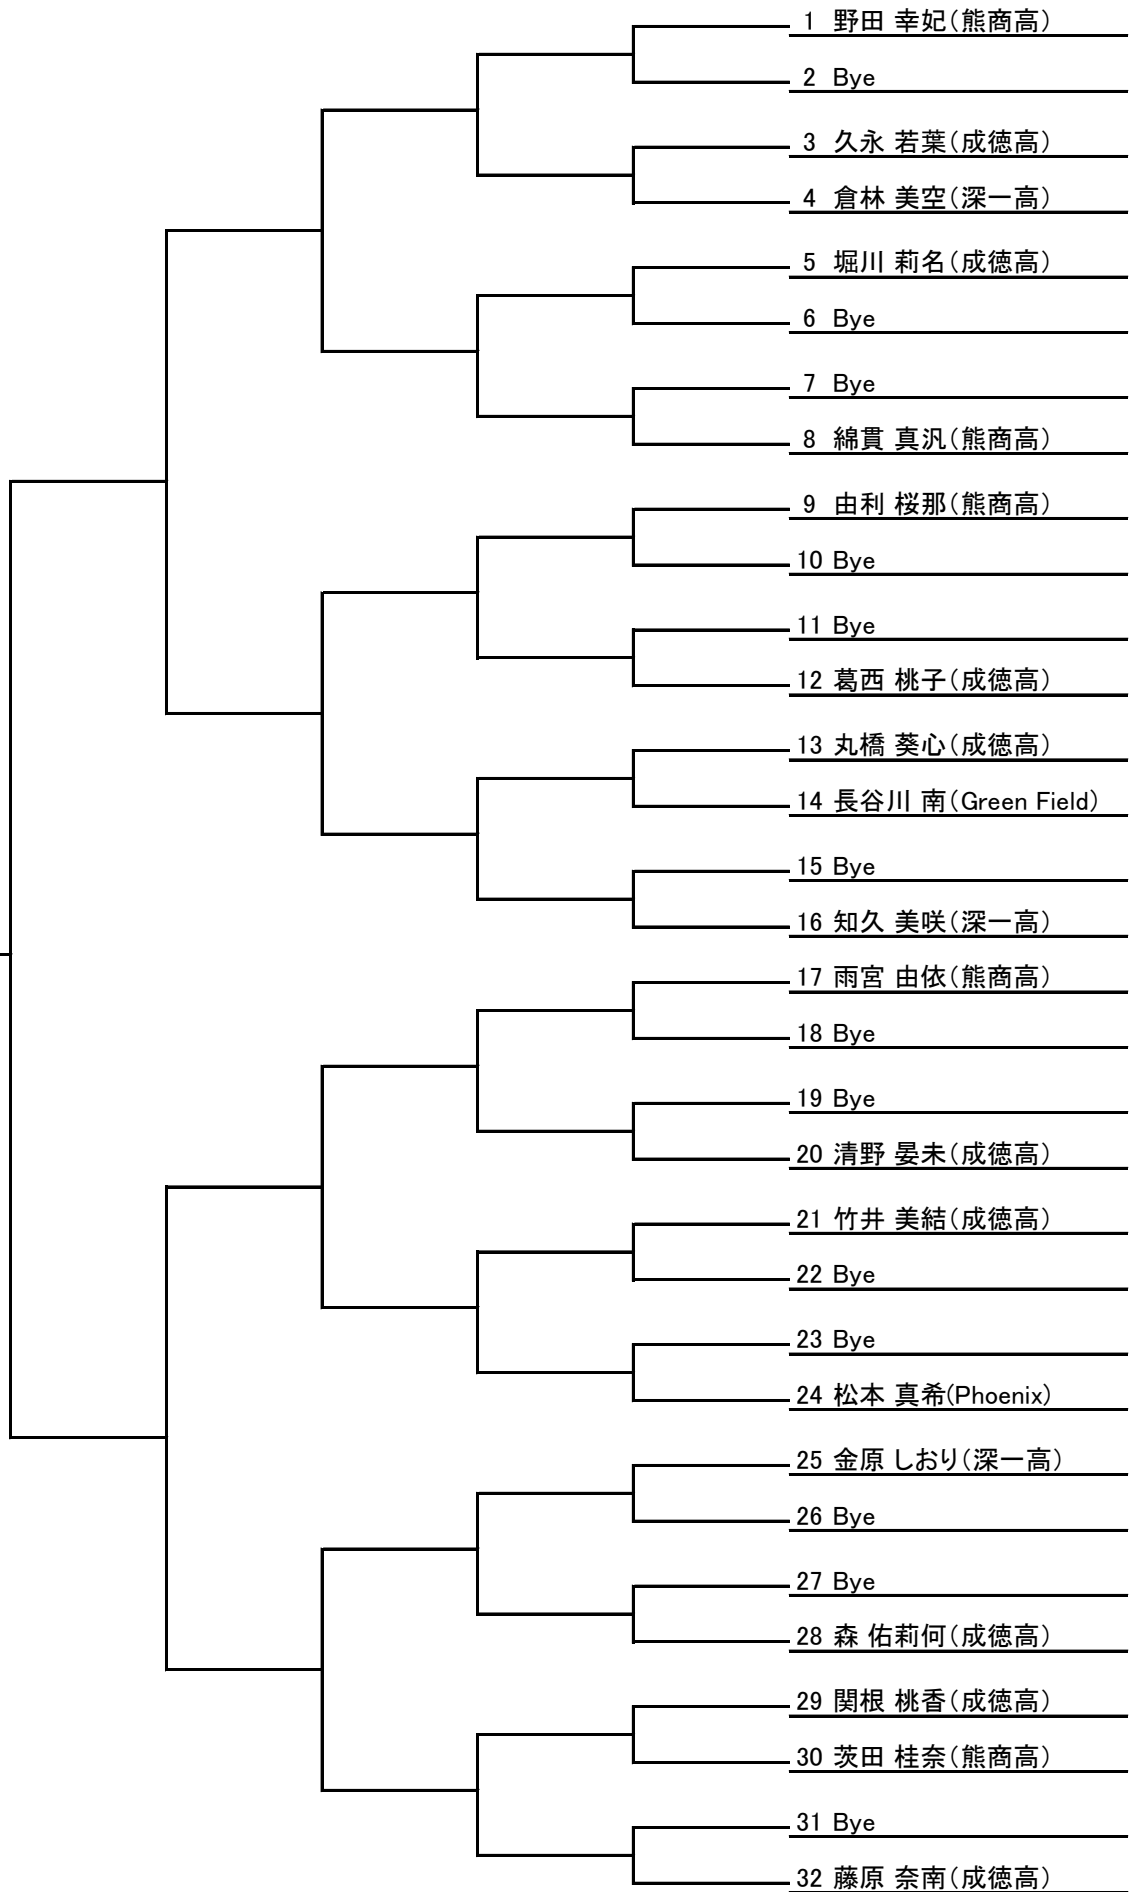 1 野田 幸妃(熊商高)
2 Bye
3 久永 若葉(成徳高)
4 倉林 美空(深一高)
5 堀川 莉名(成徳高)
6 Bye
7 Bye
8 綿貫 真汎(熊商高)
9 由利 桜那(熊商高)
10 Bye
11 Bye
12 葛西 桃子(成徳高)
13 丸橋 葵心(成徳高)
14 長谷川 南(Green Field)
15 Bye
16 知久 美咲(深一高)
17 雨宮 由依(熊商高)
18 Bye
19 Bye
20 清野 晏未(成徳高)
21 竹井 美結(成徳高)
22 Bye
23 Bye
24 松本 真希(Phoenix)
25 金原 しおり(深一高)
26 Bye
27 Bye
28 森 佑莉何(成徳高)
29 関根 桃香(成徳高)
30 茨田 桂奈(熊商高)
31 Bye
32 藤原 奈南(成徳高)